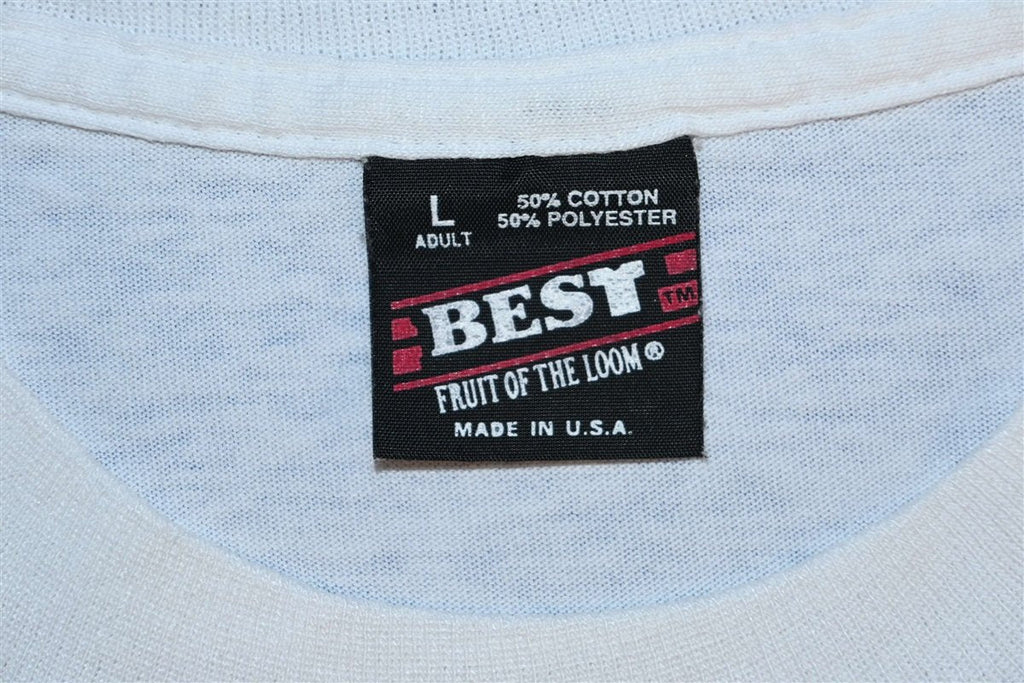 L
ADULT
50% COTTON
50% POLYESTER
BEST
TM
FRUIT OF THE LOOM®
MADE IN U.S.A.